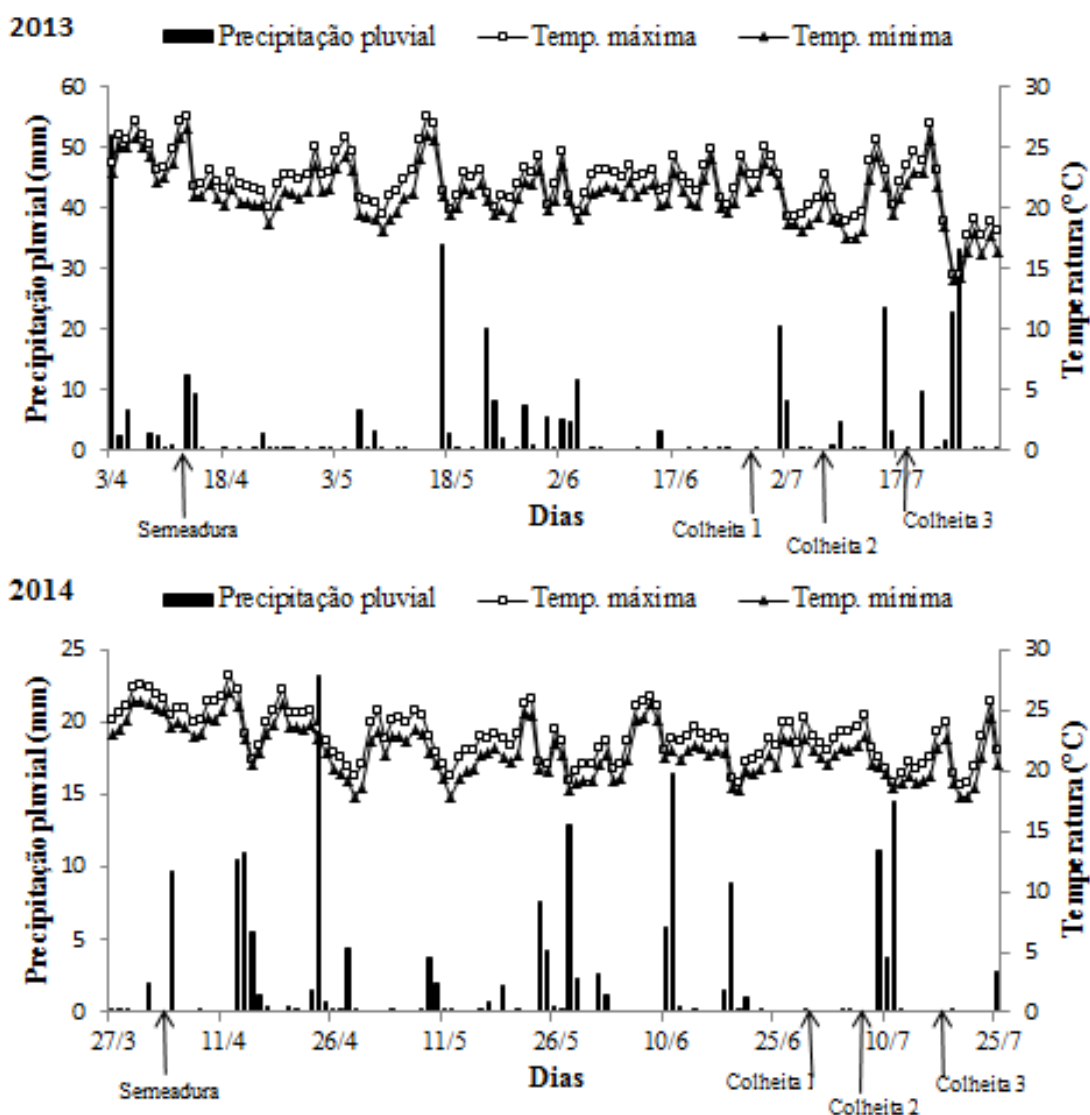 2013
Precipitação pluvial Temp. máxima Temp. mínima
60 50 40 30 20 10 0
Precipitação pluvial (mm)
30 25 20 15 10 5 0
Temperatura (°C)
3/4 18/4 3/5 18/5 2/6 17/6 2/7 17/7
Dias
Semeadura Colheita 1 Colheita 2 Colheita 3
2014
Precipitação pluvial Temp. máxima Temp. mínima
25 20 15 10 5 0
Precipitação pluvial (mm)
30 25 20 15 10 5 0
Temperatura (°C)
27/3 11/4 26/4 11/5 26/5 10/6 25/6 10/7 25/7
Dias
Semeadura Colheita 1 Colheita 2 Colheita 3